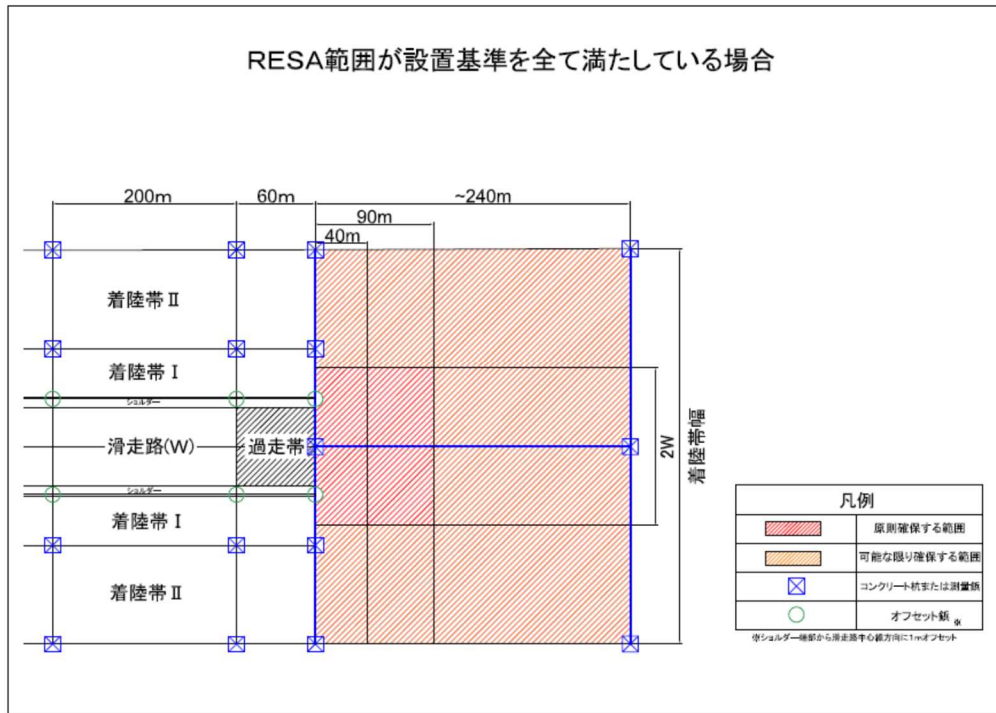 RESA範囲が設置基準を全て満たしている場合
200m
60m
~240m
90m
40m
着陸帯Ⅱ
着陸帯Ⅰ
ショルダー
滑走路(W)
過走帯
ショルダー
着陸帯Ⅰ
着陸帯Ⅱ
2W
着陸帯幅
凡例
原則確保する範囲
可能な限り確保する範囲
コンクリート杭または測量鋲
オフセット鋲 ※
※ショルダー端部から滑走路中心線方向に1mオフセット